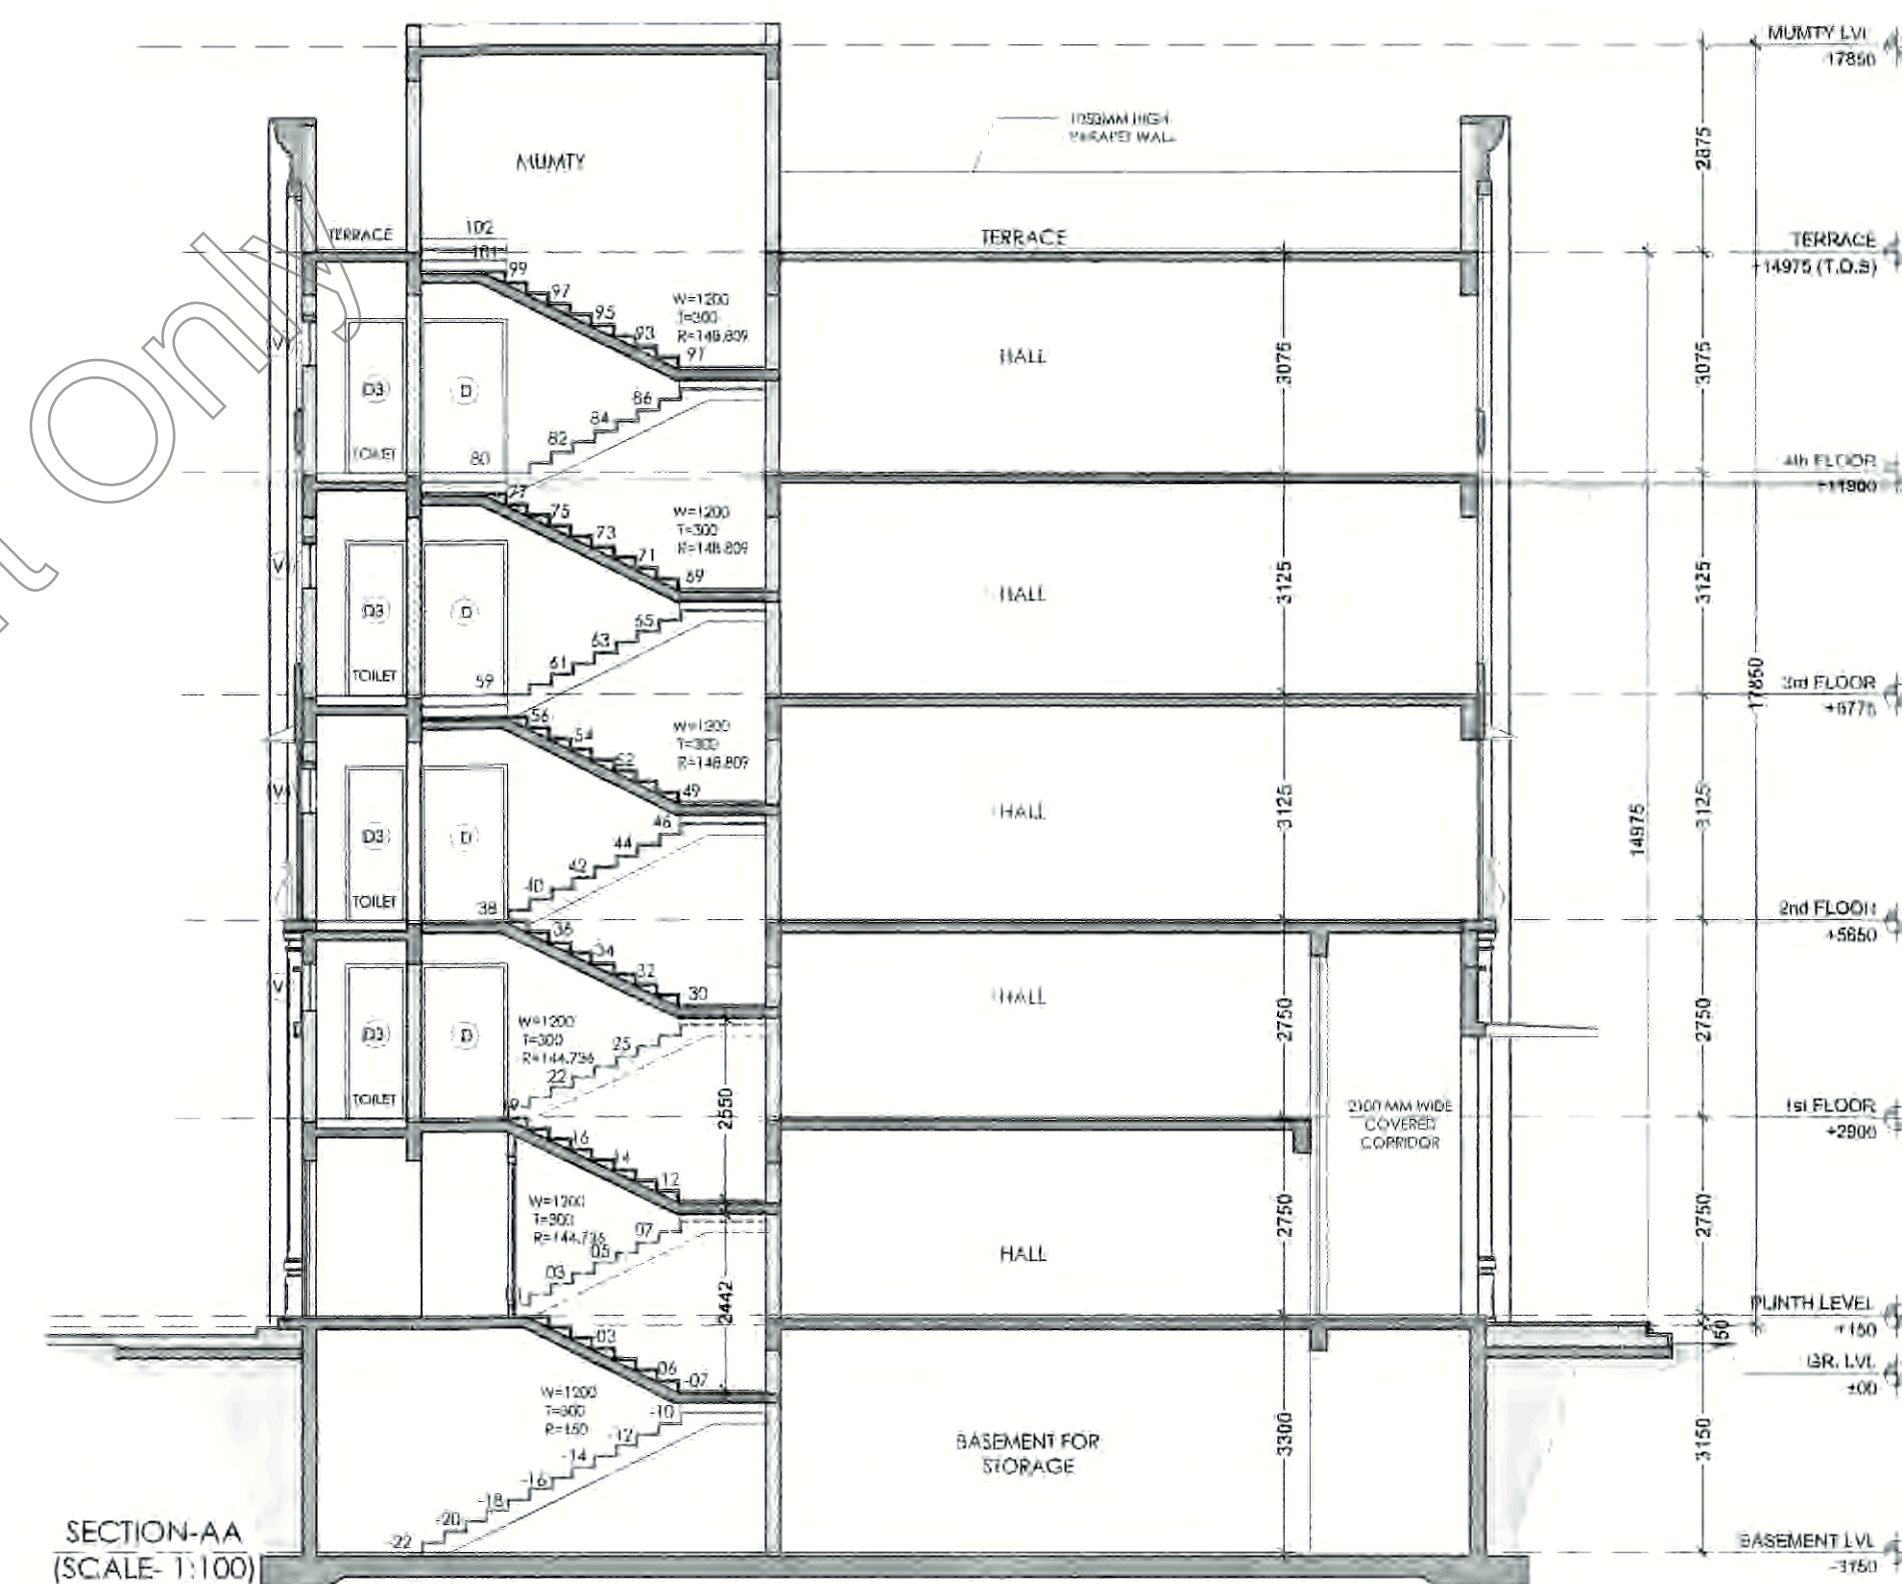 MUMTY LVL
17850
1050MM HIGH
PARAPET WALL
2875
MUMTY
TERRACE
102
TERRACE
TERRACE
+14975 (T.O.S)
101
99
97
95
93
91
W=1200
T=300
R=148.809
HALL
3075
3075
V
D3
D
86
84
82
80
TOILET
4th FLOOR
+11900
77
75
73
71
69
W=1200
T=300
R=148.809
HALL
3125
3125
V
D3
D
65
63
61
59
TOILET
17850
3rd FLOOR
56
54
52
49
W=1200
T=300
R=148.809
HALL
3125
3125
14975
V
D3
D
46
44
42
40
38
TOILET
2nd FLOOR
+5650
36
34
32
30
HALL
2750
2750
V
D3
D
W=1200
T=300
R=144.736
25
22
TOILET
2550
2100 MM WIDE
COVERED
CORRIDOR
1st FLOOR
+2900
16
14
12
W=1200
T=300
R=144.736
07
05
03
2442
HALL
2750
2750
PLINTH LEVEL
+150
150
GR. LVL
±00
-03
-06
-07
W=1200
T=300
R=150
-10
-12
-14
-16
-18
-20
-22
BASEMENT FOR
STORAGE
3300
3150
BASEMENT LVL
-3150
SECTION-AA
(SCALE- 1:100)
Only